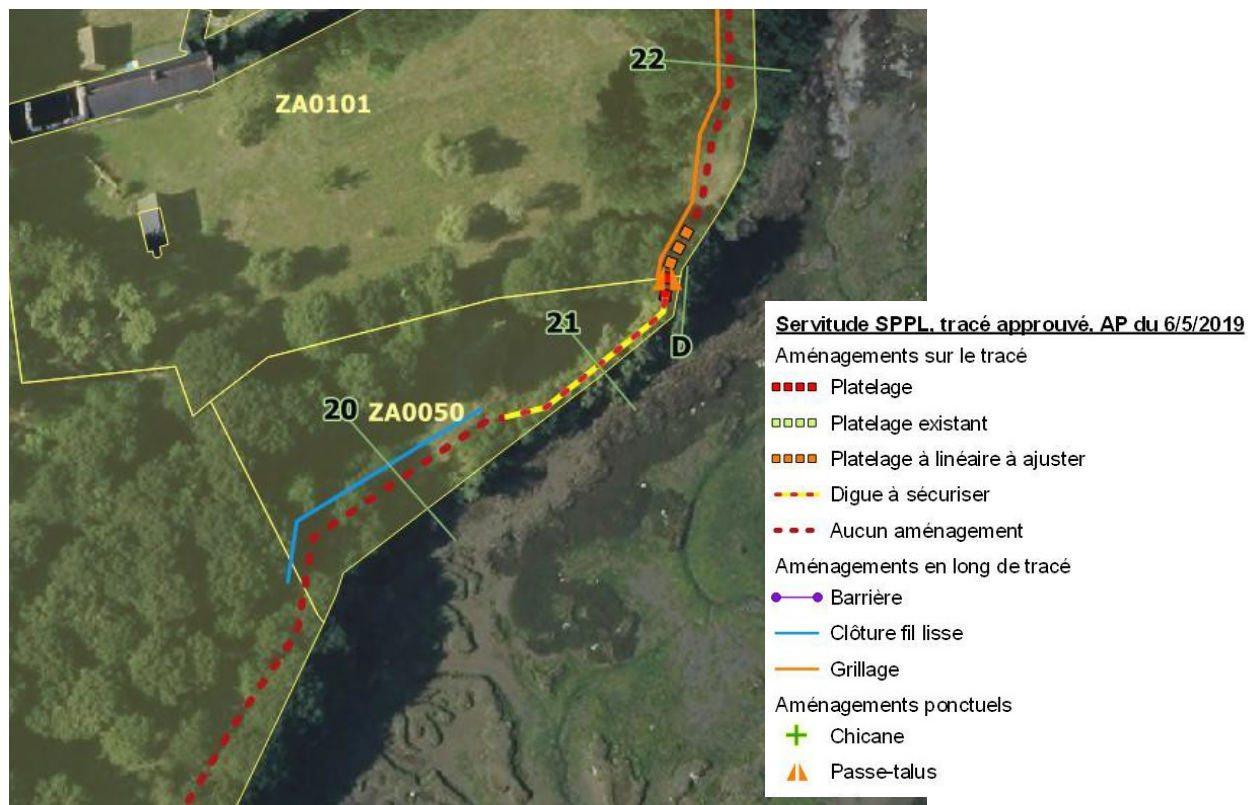 22
ZA0101
21
D
20
ZA0050
Servitude SPPL, tracé approuvé, AP du 6/5/2019
Aménagements sur le tracé
Platelage
Platelage existant
Platelage à linéaire à ajuster
Digue à sécuriser
Aucun aménagement
Aménagements en long de tracé
Barrière
Clôture fil lisse
Grillage
Aménagements ponctuels
Chicane
Passe-talus